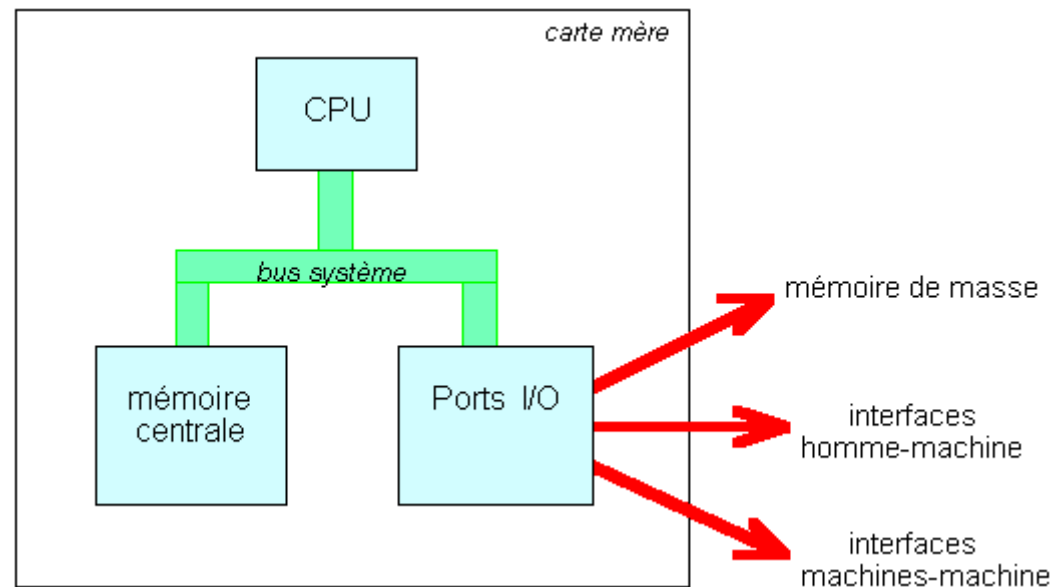 carte mère
CPU
bus système
mémoire
centrale
Ports I/O
mémoire de masse
interfaces
homme-machine
interfaces
machines-machine